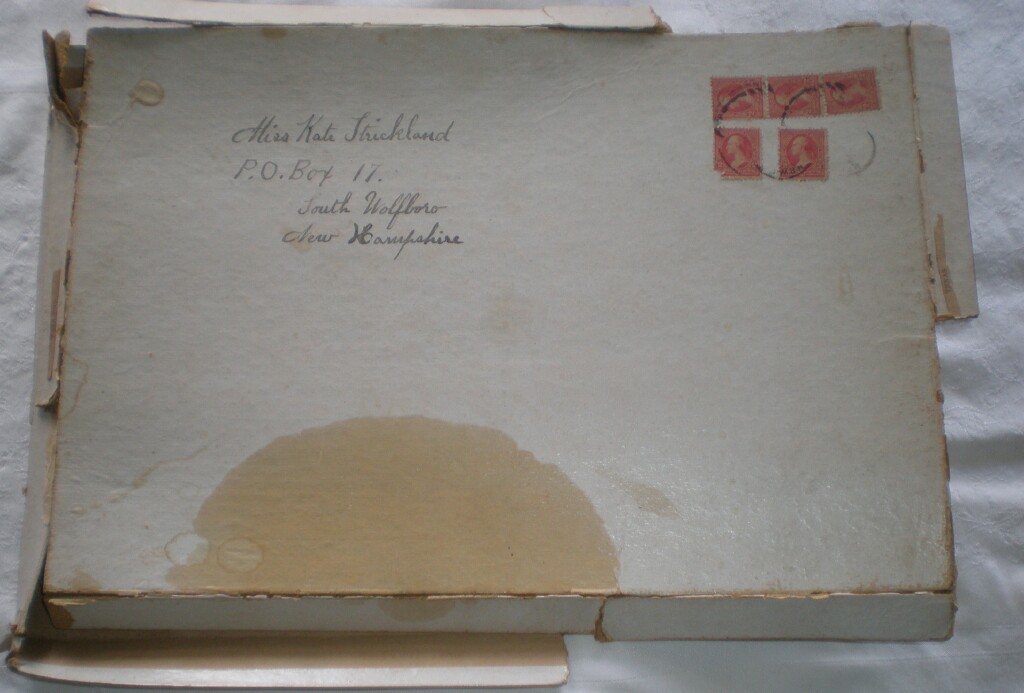 Miss Kate Strickland
P.O. Box 17.
South Wolfboro
New Hampshire